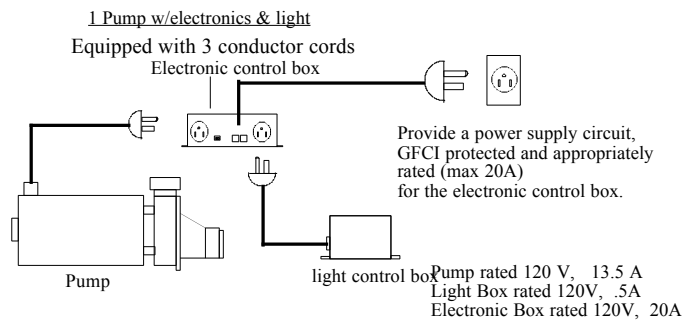 1 Pump w/electronics & light
Equipped with 3 conductor cords
Electronic control box
Provide a power supply circuit,
GFCI protected and appropriately
rated (max 20A)
for the electronic control box.
Pump
light control box
Pump rated 120 V, 13.5 A
Light Box rated 120V, .5A
Electronic Box rated 120V, 20A